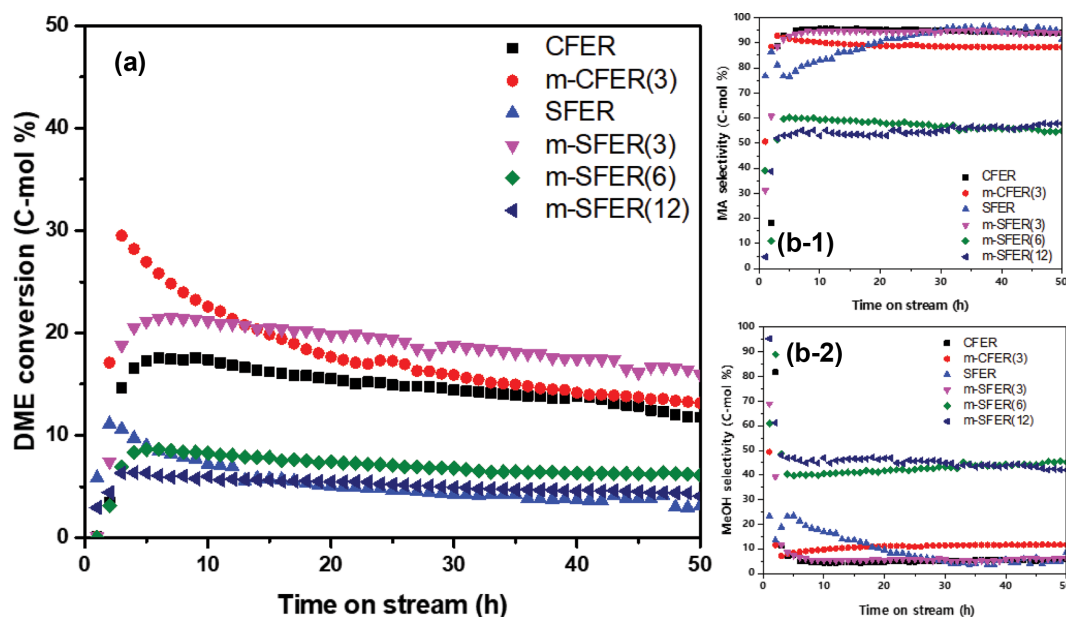 (a)
CFER
m-CFER(3)
SFER
m-SFER(3)
m-SFER(6)
m-SFER(12)
DME conversion (C-mol %)
50
40
30
20
10
0
0 10 20 30 40 50
Time on stream (h)
(b-1)
MA selectivity (C-mol %)
100
90
80
70
60
50
40
30
20
10
0
CFER
m-CFER(3)
SFER
m-SFER(3)
m-SFER(6)
m-SFER(12)
0 10 20 30 40 50
Time on stream (h)
(b-2)
MeOH selectivity (C-mol %)
100
90
80
70
60
50
40
30
20
10
0
CFER
m-CFER(3)
SFER
m-SFER(3)
m-SFER(6)
m-SFER(12)
0 10 20 30 40 50
Time on stream (h)